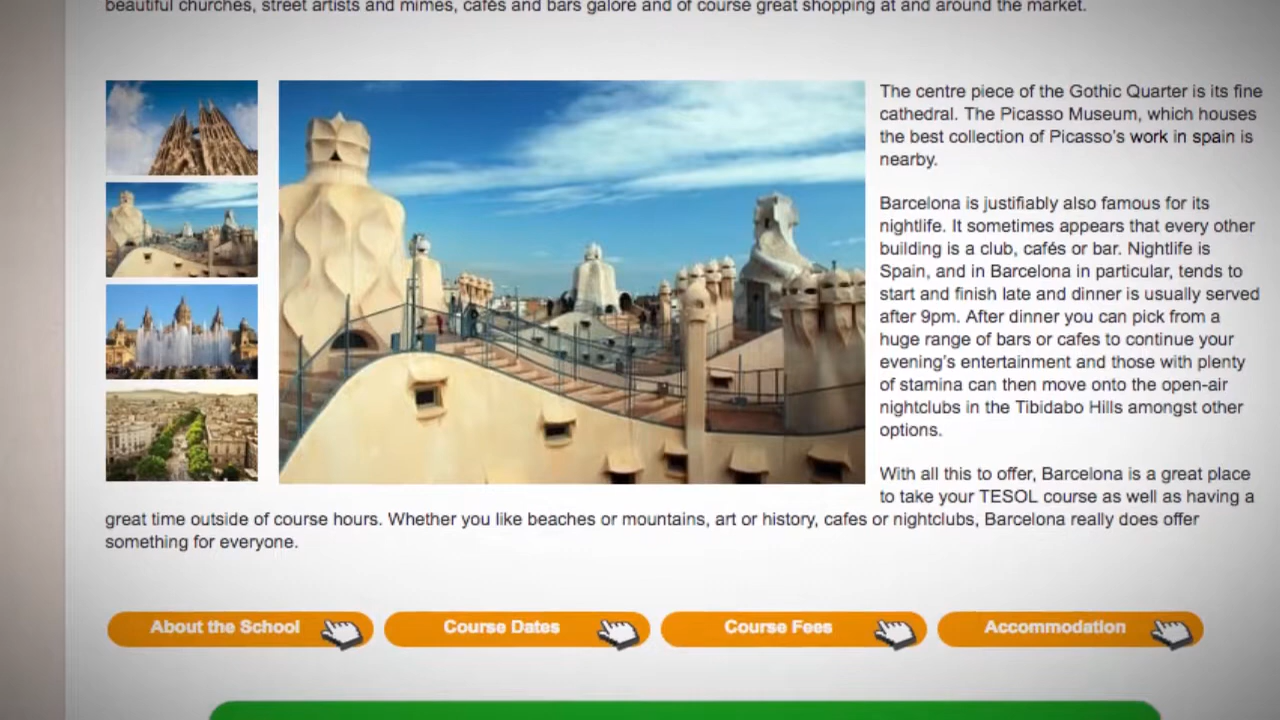 beautiful churches, street artists and mimes, cafés and bars galore and of course great shopping at and around the market.
The centre piece of the Gothic Quarter is its fine
cathedral. The Picasso Museum, which houses
the best collection of Picasso's work in spain is
nearby.
Barcelona is justifiably also famous for its
nightlife. It sometimes appears that every other
building is a club, cafés or bar. Nightlife is
Spain, and in Barcelona in particular, tends to
start and finish late and dinner is usually served
after 9pm. After dinner you can pick from a
huge range of bars or cafes to continue your
evening's entertainment and those with plenty
of stamina can then move onto the open-air
nightclubs in the Tibidabo Hills amongst other
options.
With all this to offer, Barcelona is a great place
to take your TESOL course as well as having a
great time outside of course hours. Whether you like beaches or mountains, art or history, cafes or nightclubs, Barcelona really does offer
something for everyone.
About the School
Course Dates
Course Fees
Accommodation